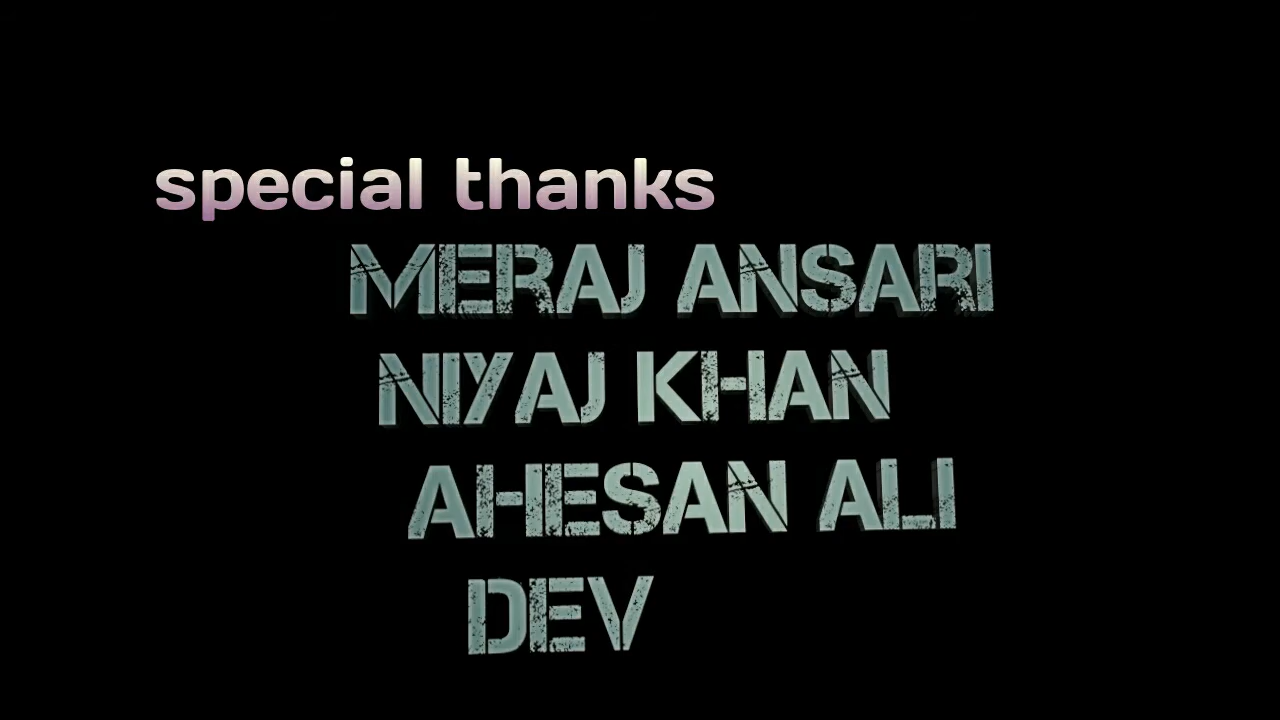 special thanks
MERAJ ANSARI
NIYAJ KHAN
AHESAN ALI
DEV